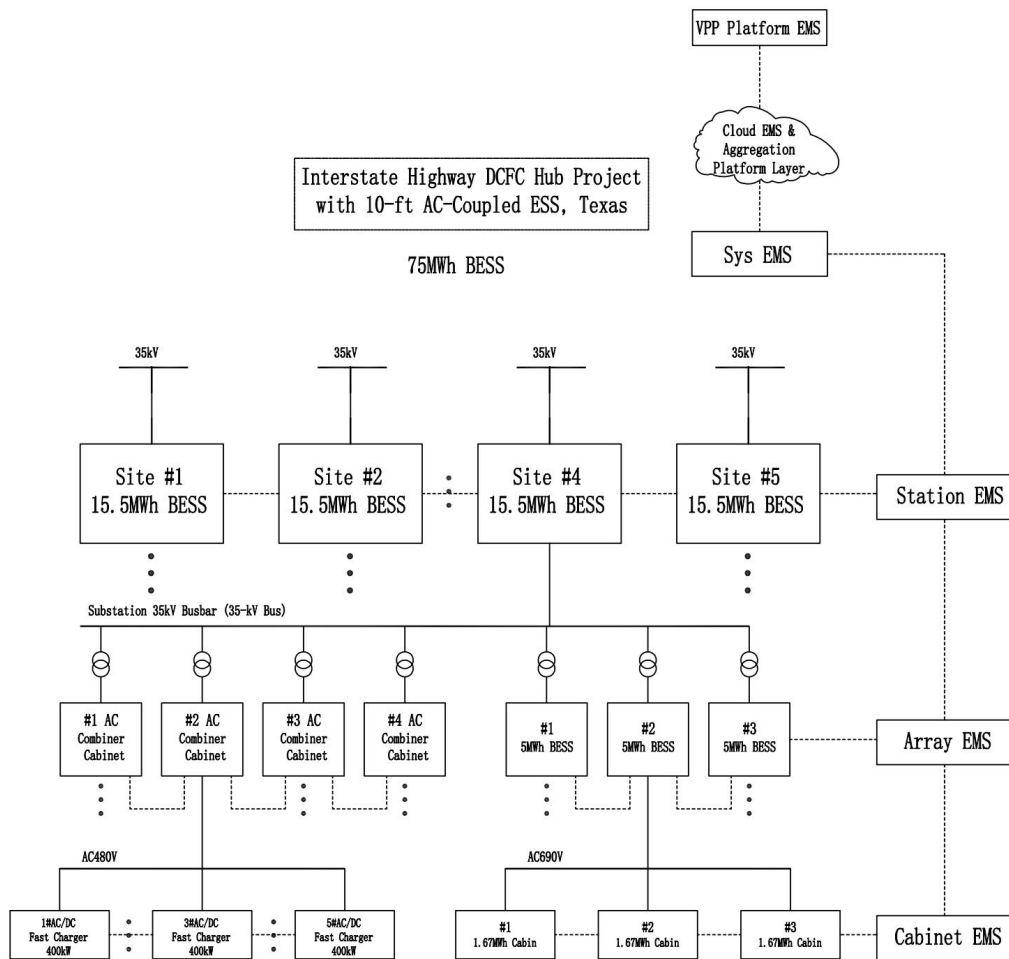 VPP Platform EMS
Cloud EMS &
Aggregation
Platform Layer
Interstate Highway DCFC Hub Project
with 10-ft AC-Coupled ESS, Texas
Sys EMS
75MWh BESS
35kV
35kV
35kV
35kV
Site #1
15.5MWh BESS
Site #2
15.5MWh BESS
Site #4
15.5MWh BESS
Site #5
15.5MWh BESS
Station EMS
Substation 35kV Busbar (35-kV Bus)
#1 AC
Combiner
Cabinet
#2 AC
Combiner
Cabinet
#3 AC
Combiner
Cabinet
#4 AC
Combiner
Cabinet
#1
5MWh BESS
#2
5MWh BESS
#3
5MWh BESS
Array EMS
AC480V
AC690V
1#AC/DC
Fast Charger
400kW
3#AC/DC
Fast Charger
400kW
5#AC/DC
Fast Charger
400kW
#1
1.67MWh Cabin
#2
1.67MWh Cabin
#3
1.67MWh Cabin
Cabinet EMS